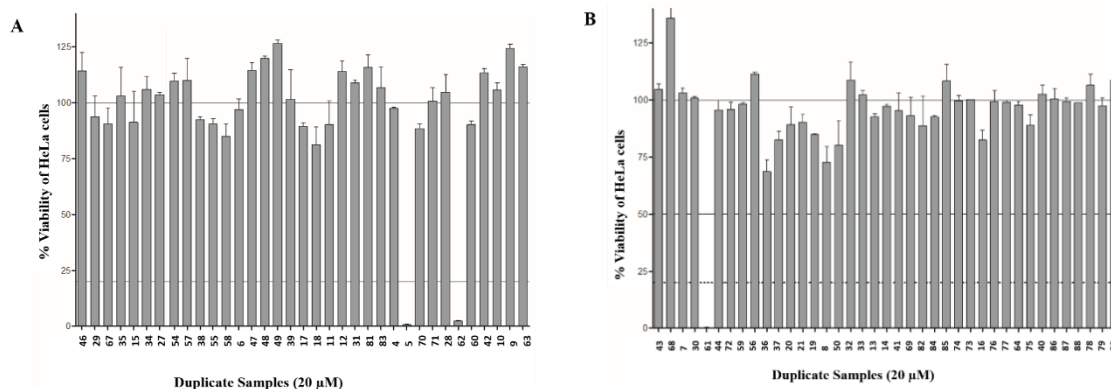 A
% Viability of HeLa cells
125
100
75
50
25
0
46 29 67 35 15 34 27 54 57 38 55 58 6 47 48 49 39 17 18 11 12 31 81 83 4 5 70 71 28 62 60 42 10 9 63
Duplicate Samples (20 µM)
B
% Viability of HeLa cells
125
100
75
50
25
0
43 68 7 30 61 44 72 59 56 36 37 20 21 19 8 50 32 33 13 14 41 69 82 84 85 74 73 16 76 77 64 75 40 86 87 88 78 79
Duplicate Samples (20 µM)